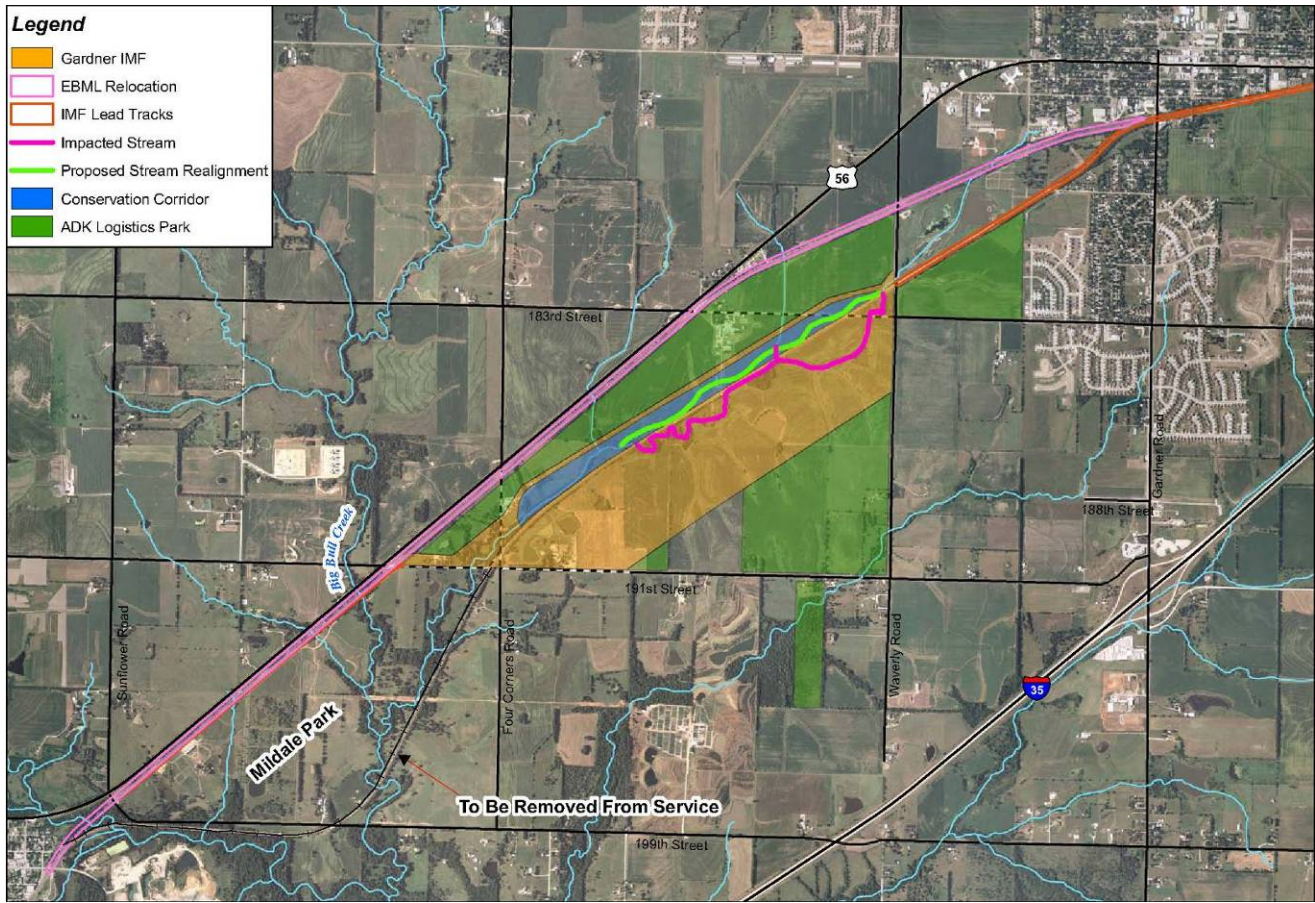 Legend
Gardner IMF
EBML Relocation
IMF Lead Tracks
Impacted Stream
Proposed Stream Realignment
Conservation Corridor
ADK Logistics Park
56
183rd Street
Gardner Road
188th Street
Big Bull Creek
191st Street
Sunflower Road
Four Corners Road
Waverly Road
35
Mildale Park
To Be Removed From Service
199th Street